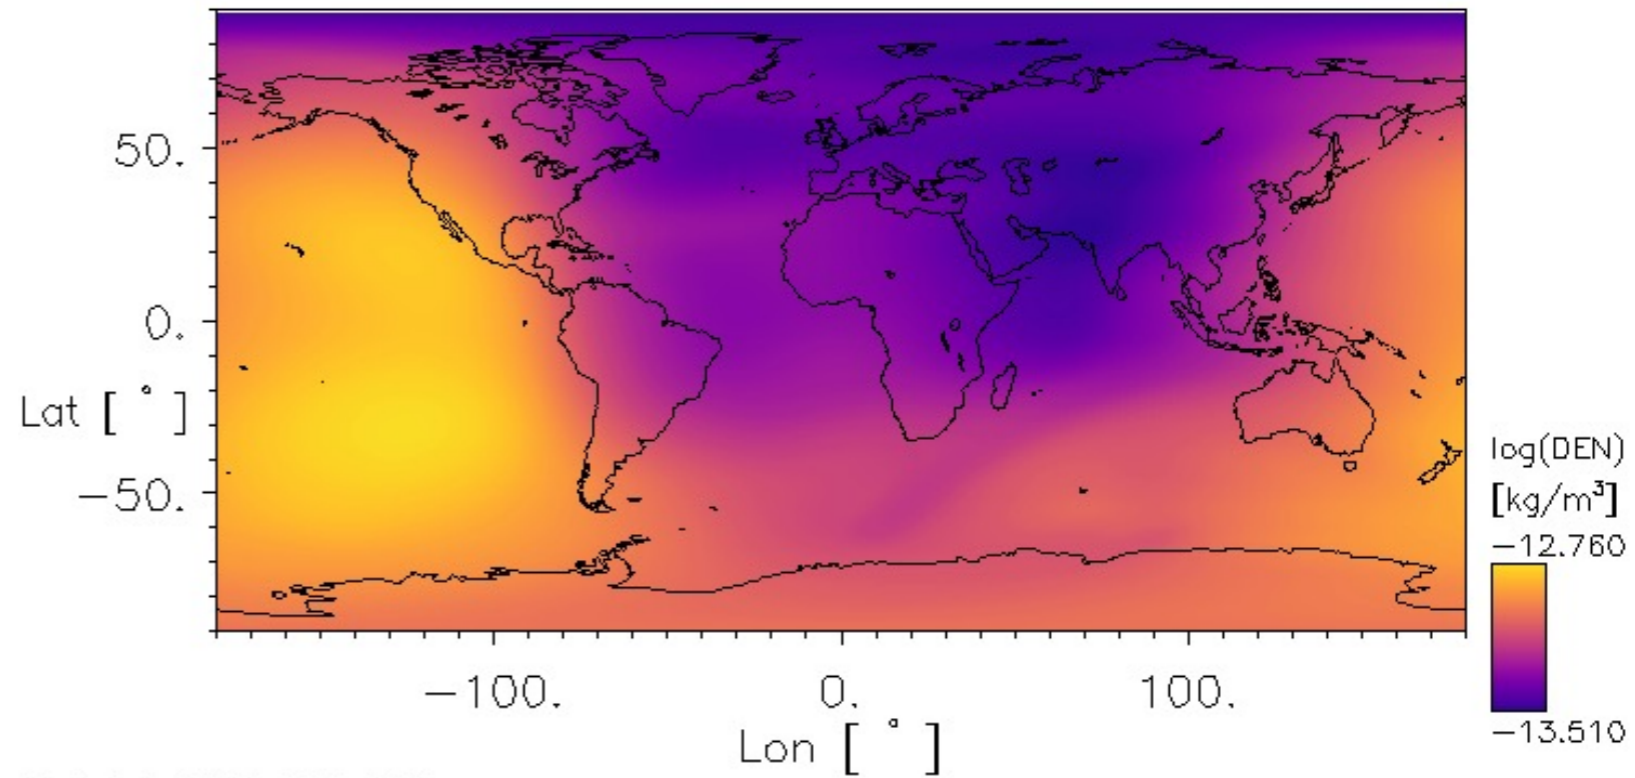 50.
0.
Lat [ ° ]
−50.
−100.
0.
100.
Lon [ ° ]
log(DEN)
[kg/m³]
−12.760
−13.510